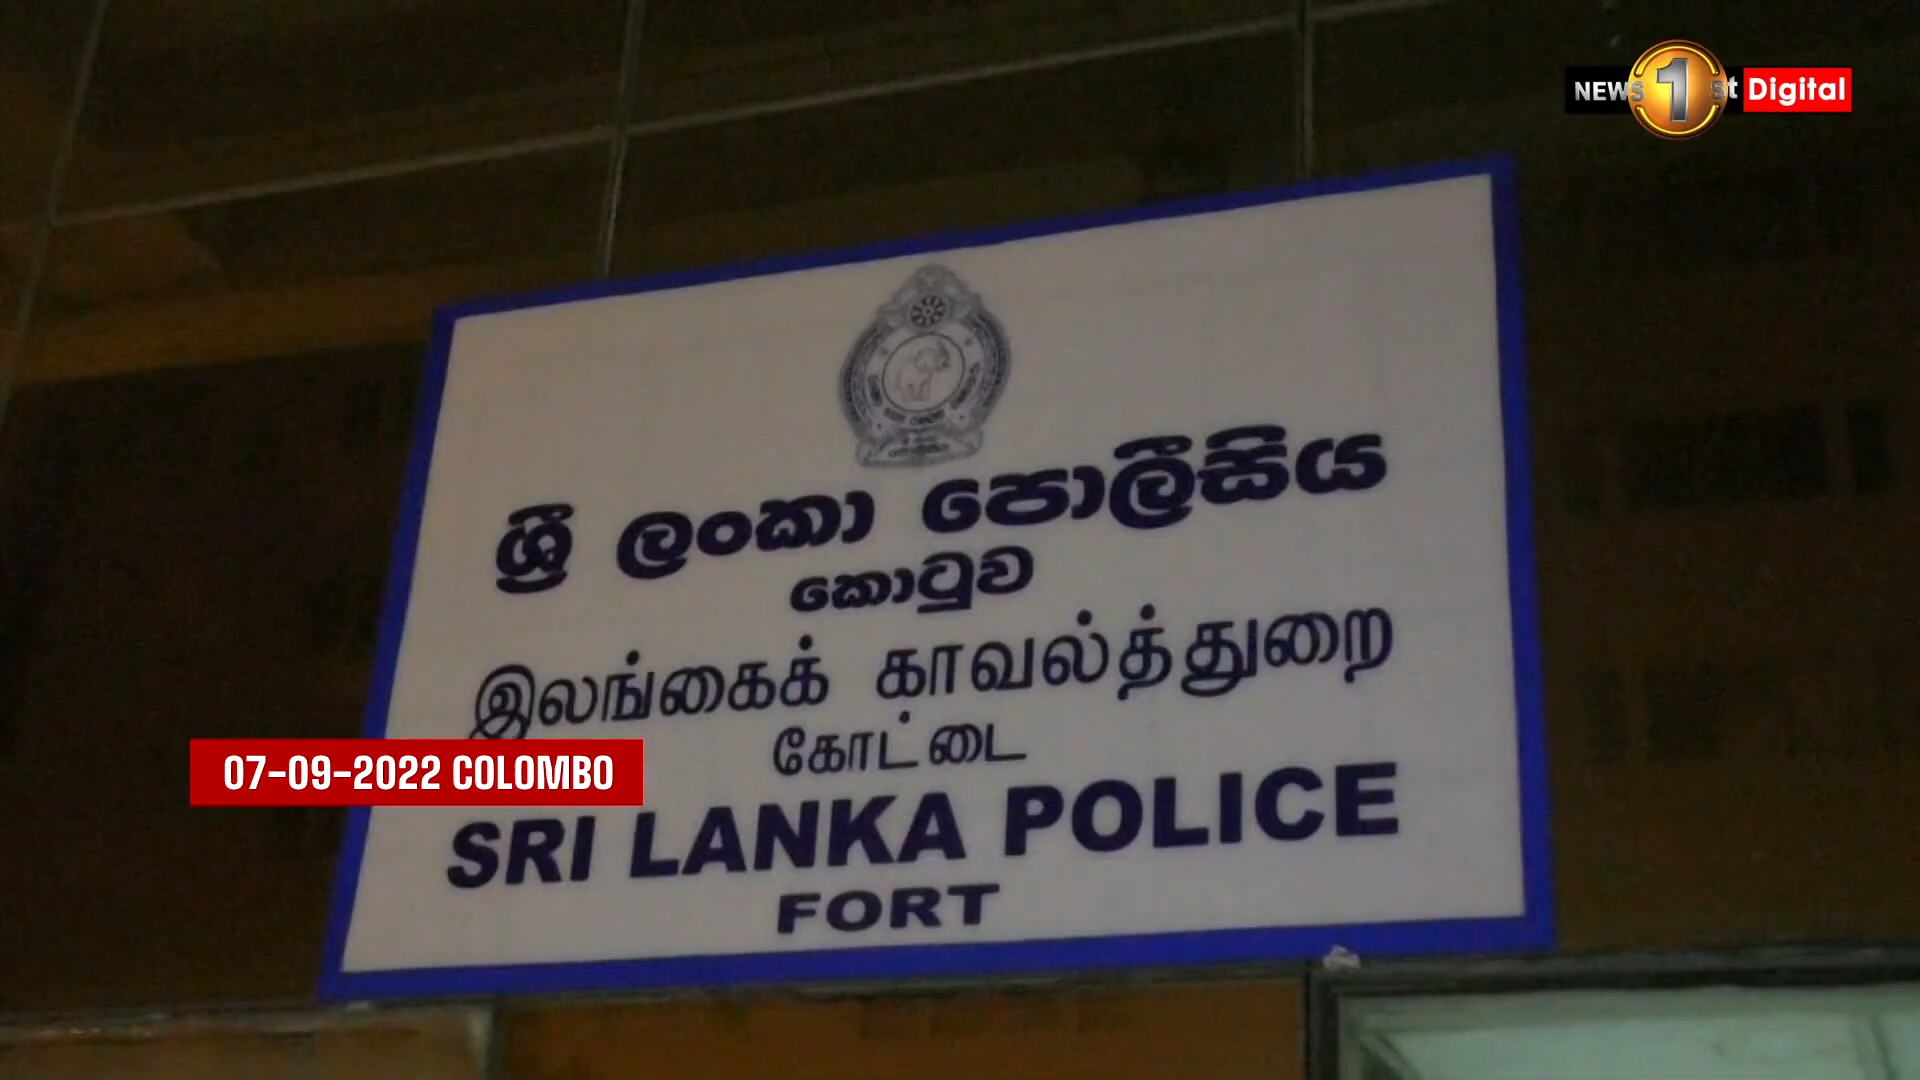 NEWS 1st Digital
ශ්‍රී ලංකා පොලීසිය
කොටුව
இலங்கைக் காவல்த்துறை
கோட்டை
07-09-2022 COLOMBO
SRI LANKA POLICE
FORT